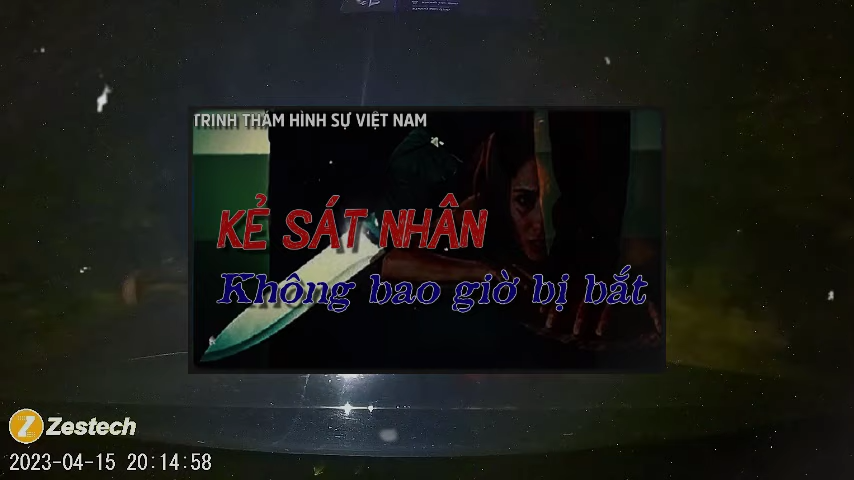 TRINH THÁM HÌNH SỰ VIỆT NAM
KẺ SÁT NHÂN
Không bao giờ bị bắt
Zestech
2023-04-15 20:14:58